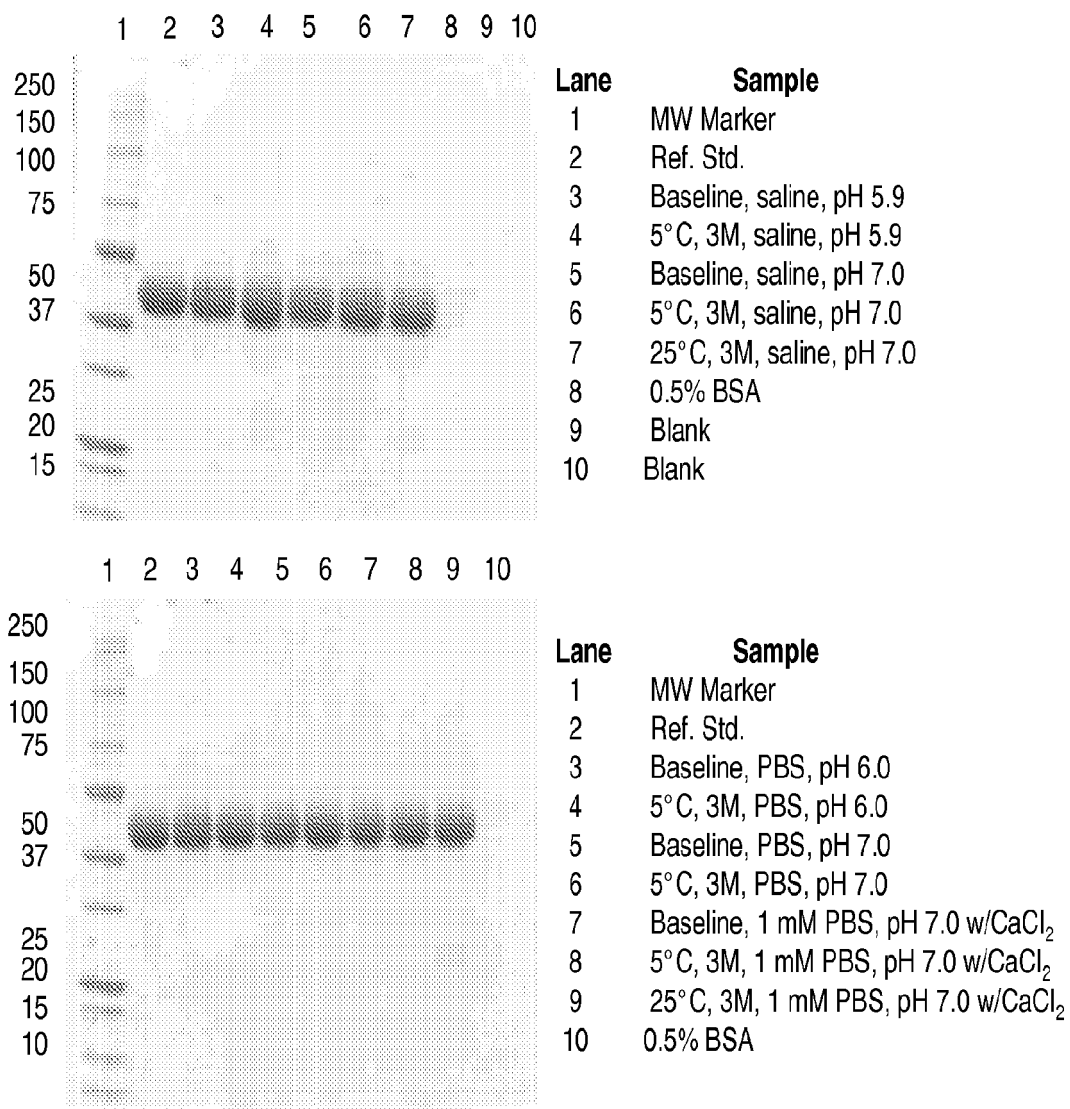 1 2 3 4 5 6 7 8 9 10
250
150
100
75
50
37
25
20
15
Lane Sample
1 MW Marker
2 Ref. Std.
3 Baseline, saline, pH 5.9
4 5°C, 3M, saline, pH 5.9
5 Baseline, saline, pH 7.0
6 5°C, 3M, saline, pH 7.0
7 25°C, 3M, saline, pH 7.0
8 0.5% BSA
9 Blank
10 Blank
1 2 3 4 5 6 7 8 9 10
250
150
100
75
50
37
25
20
15
10
Lane Sample
1 MW Marker
2 Ref. Std.
3 Baseline, PBS, pH 6.0
4 5°C, 3M, PBS, pH 6.0
5 Baseline, PBS, pH 7.0
6 5°C, 3M, PBS, pH 7.0
7 Baseline, 1 mM PBS, pH 7.0 w/CaCl₂
8 5°C, 3M, 1 mM PBS, pH 7.0 w/CaCl₂
9 25°C, 3M, 1 mM PBS, pH 7.0 w/CaCl₂
10 0.5% BSA